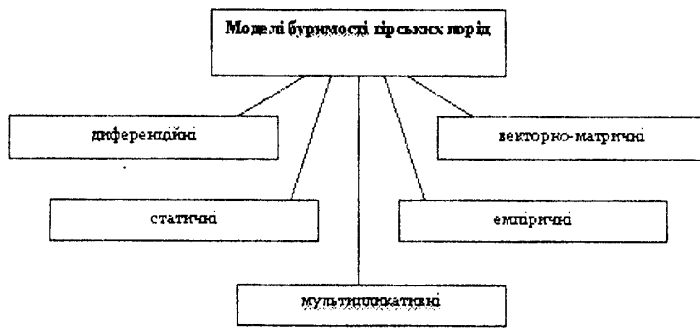 Моделі буримості гірських порід
диференційні
векторно-матричні
статичні
емпіричні
мультиплікативні